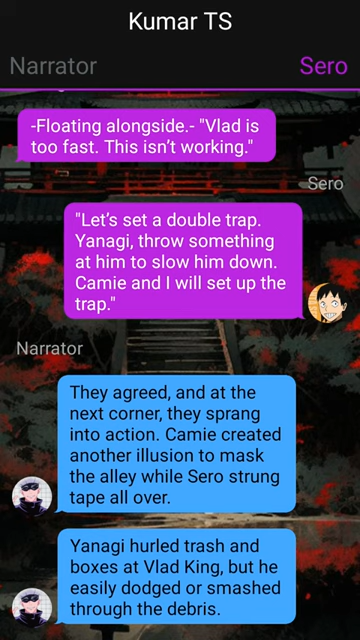 Kumar TS
Narrator
Sero
-Floating alongside.- "Vlad is
too fast. This isn't working."
Sero
"Let's set a double trap.
Yanagi, throw something
at him to slow him down.
Camie and I will set up the
trap."
Narrator
They agreed, and at the
next corner, they sprang
into action. Camie created
another illusion to mask
the alley while Sero strung
tape all over.
Yanagi hurled trash and
boxes at Vlad King, but he
easily dodged or smashed
through the debris.